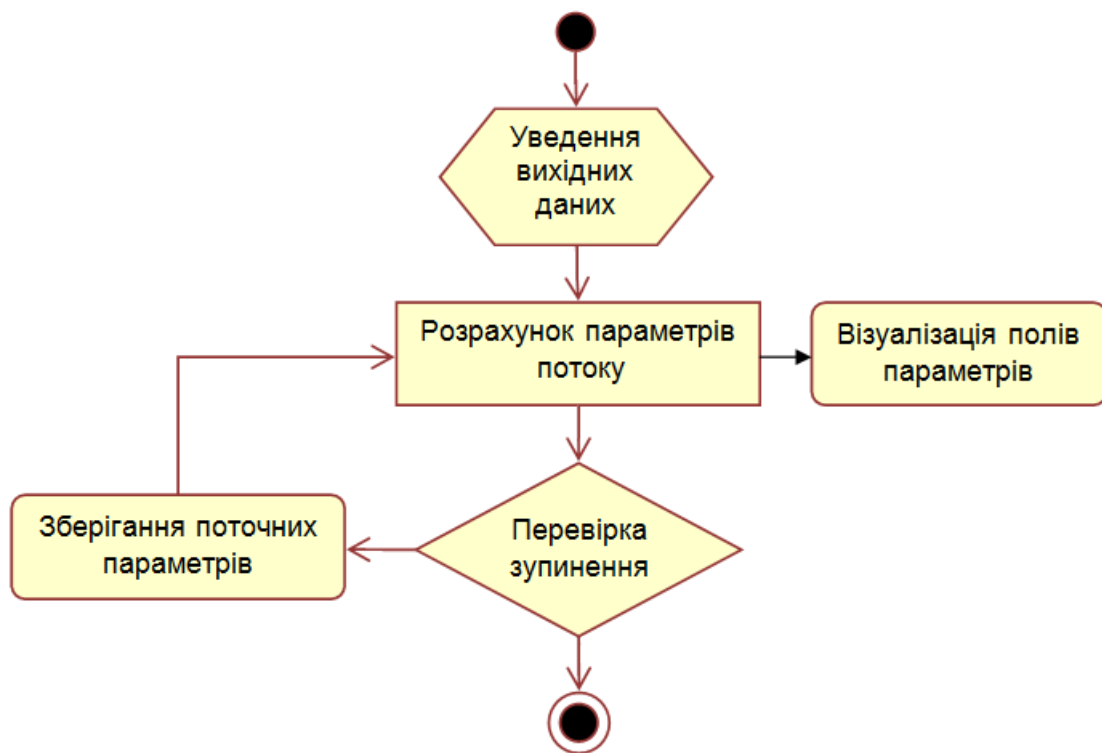 Уведення
вихідних
даних
Розрахунок параметрів
потоку
Візуалізація полів
параметрів
Зберігання поточних
параметрів
Перевірка
зупинення